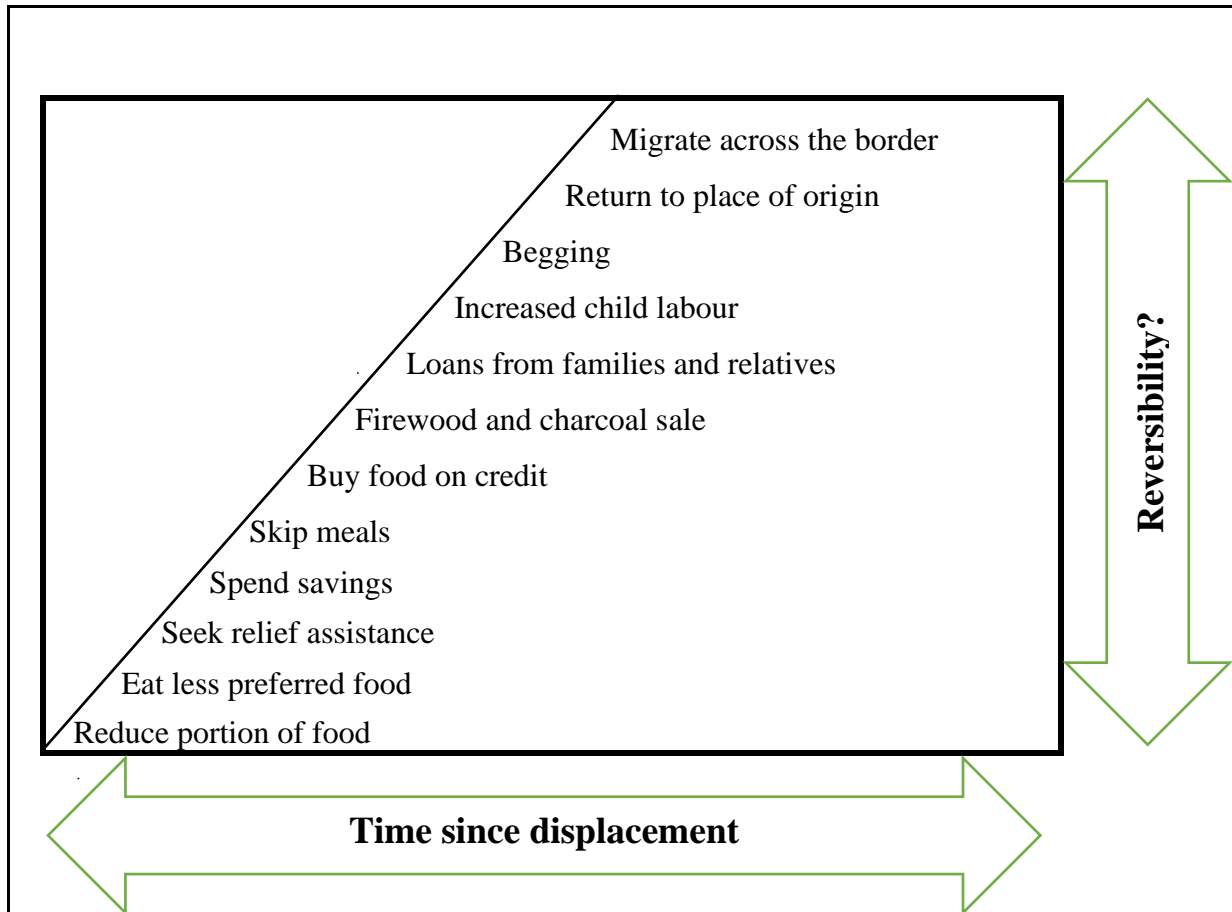 Migrate across the border
Return to place of origin
Begging
Increased child labour
Loans from families and relatives
Firewood and charcoal sale
Buy food on credit
Skip meals
Spend savings
Seek relief assistance
Eat less preferred food
Reduce portion of food
Reversibility?
Time since displacement